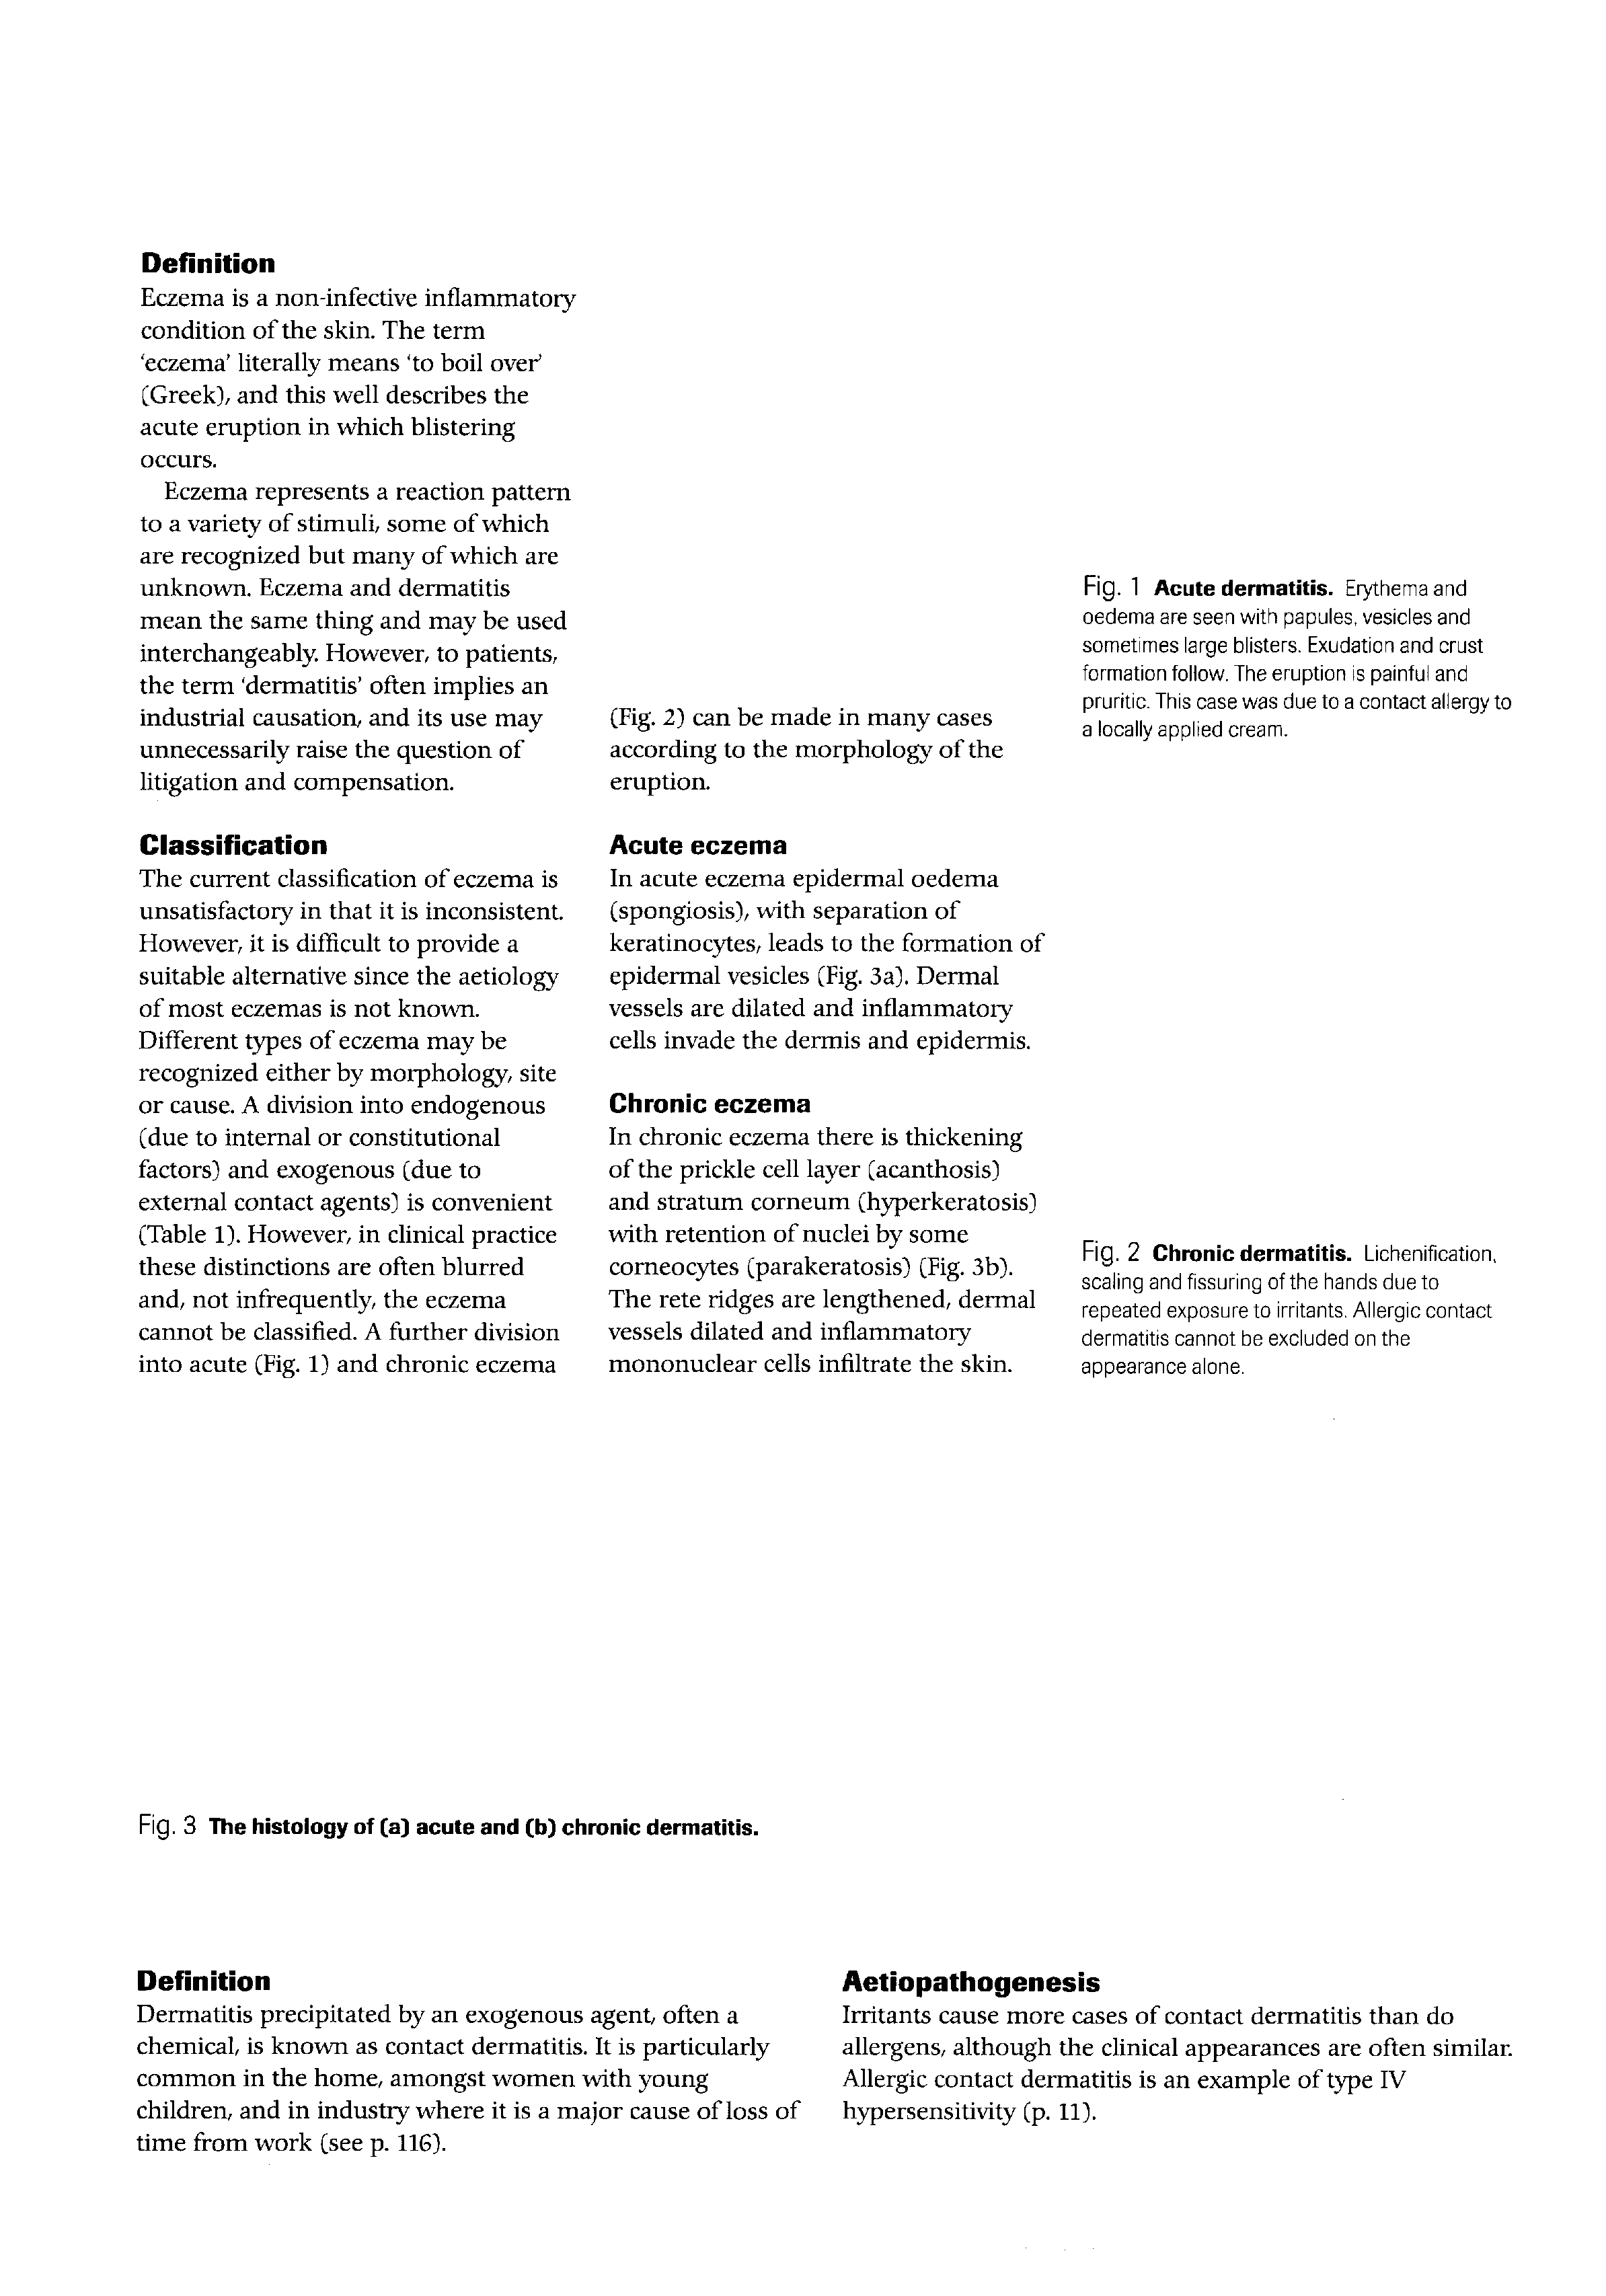 Definition
Eczema is a non-infective inflammatory
condition of the skin. The term
‘eczema’ literally means ‘to boil over’
(Greek), and this well describes the
acute eruption in which blistering
occurs.
Eczema represents a reaction pattern
to a variety of stimuli, some of which
are recognized but many of which are
unknown. Eczema and dermatitis
mean the same thing and may be used
interchangeably. However, to patients,
the term ‘dermatitis’ often implies an
industrial causation, and its use may
unnecessarily raise the question of
litigation and compensation.
Classification
The current classification of eczema is
unsatisfactory in that it is inconsistent.
However, it is difficult to provide a
suitable alternative since the aetiology
of most eczemas is not known.
Different types of eczema may be
recognized either by morphology, site
or cause. A division into endogenous
(due to internal or constitutional
factors) and exogenous (due to
external contact agents) is convenient
(Table 1). However, in clinical practice
these distinctions are often blurred
and, not infrequently, the eczema
cannot be classified. A further division
into acute (Fig. 1) and chronic eczema
(Fig. 2) can be made in many cases
according to the morphology of the
eruption.
Acute eczema
In acute eczema epidermal oedema
(spongiosis), with separation of
keratinocytes, leads to the formation of
epidermal vesicles (Fig. 3a). Dermal
vessels are dilated and inflammatory
cells invade the dermis and epidermis.
Chronic eczema
In chronic eczema there is thickening
of the prickle cell layer (acanthosis)
and stratum corneum (hyperkeratosis)
with retention of nuclei by some
corneocytes (parakeratosis) (Fig. 3b).
The rete ridges are lengthened, dermal
vessels dilated and inflammatory
mononuclear cells infiltrate the skin.
Fig. 1 Acute dermatitis. Erythema and
oedema are seen with papules, vesicles and
sometimes large blisters. Exudation and crust
formation follow. The eruption is painful and
pruritic. This case was due to a contact allergy to
a locally applied cream.
Fig. 2 Chronic dermatitis. Lichenification,
scaling and fissuring of the hands due to
repeated exposure to irritants. Allergic contact
dermatitis cannot be excluded on the
appearance alone.
Fig. 3 The histology of (a) acute and (b) chronic dermatitis.
Definition
Dermatitis precipitated by an exogenous agent, often a
chemical, is known as contact dermatitis. It is particularly
common in the home, amongst women with young
children, and in industry where it is a major cause of loss of
time from work (see p. 116).
Aetiopathogenesis
Irritants cause more cases of contact dermatitis than do
allergens, although the clinical appearances are often similar.
Allergic contact dermatitis is an example of type IV
hypersensitivity (p. 11).